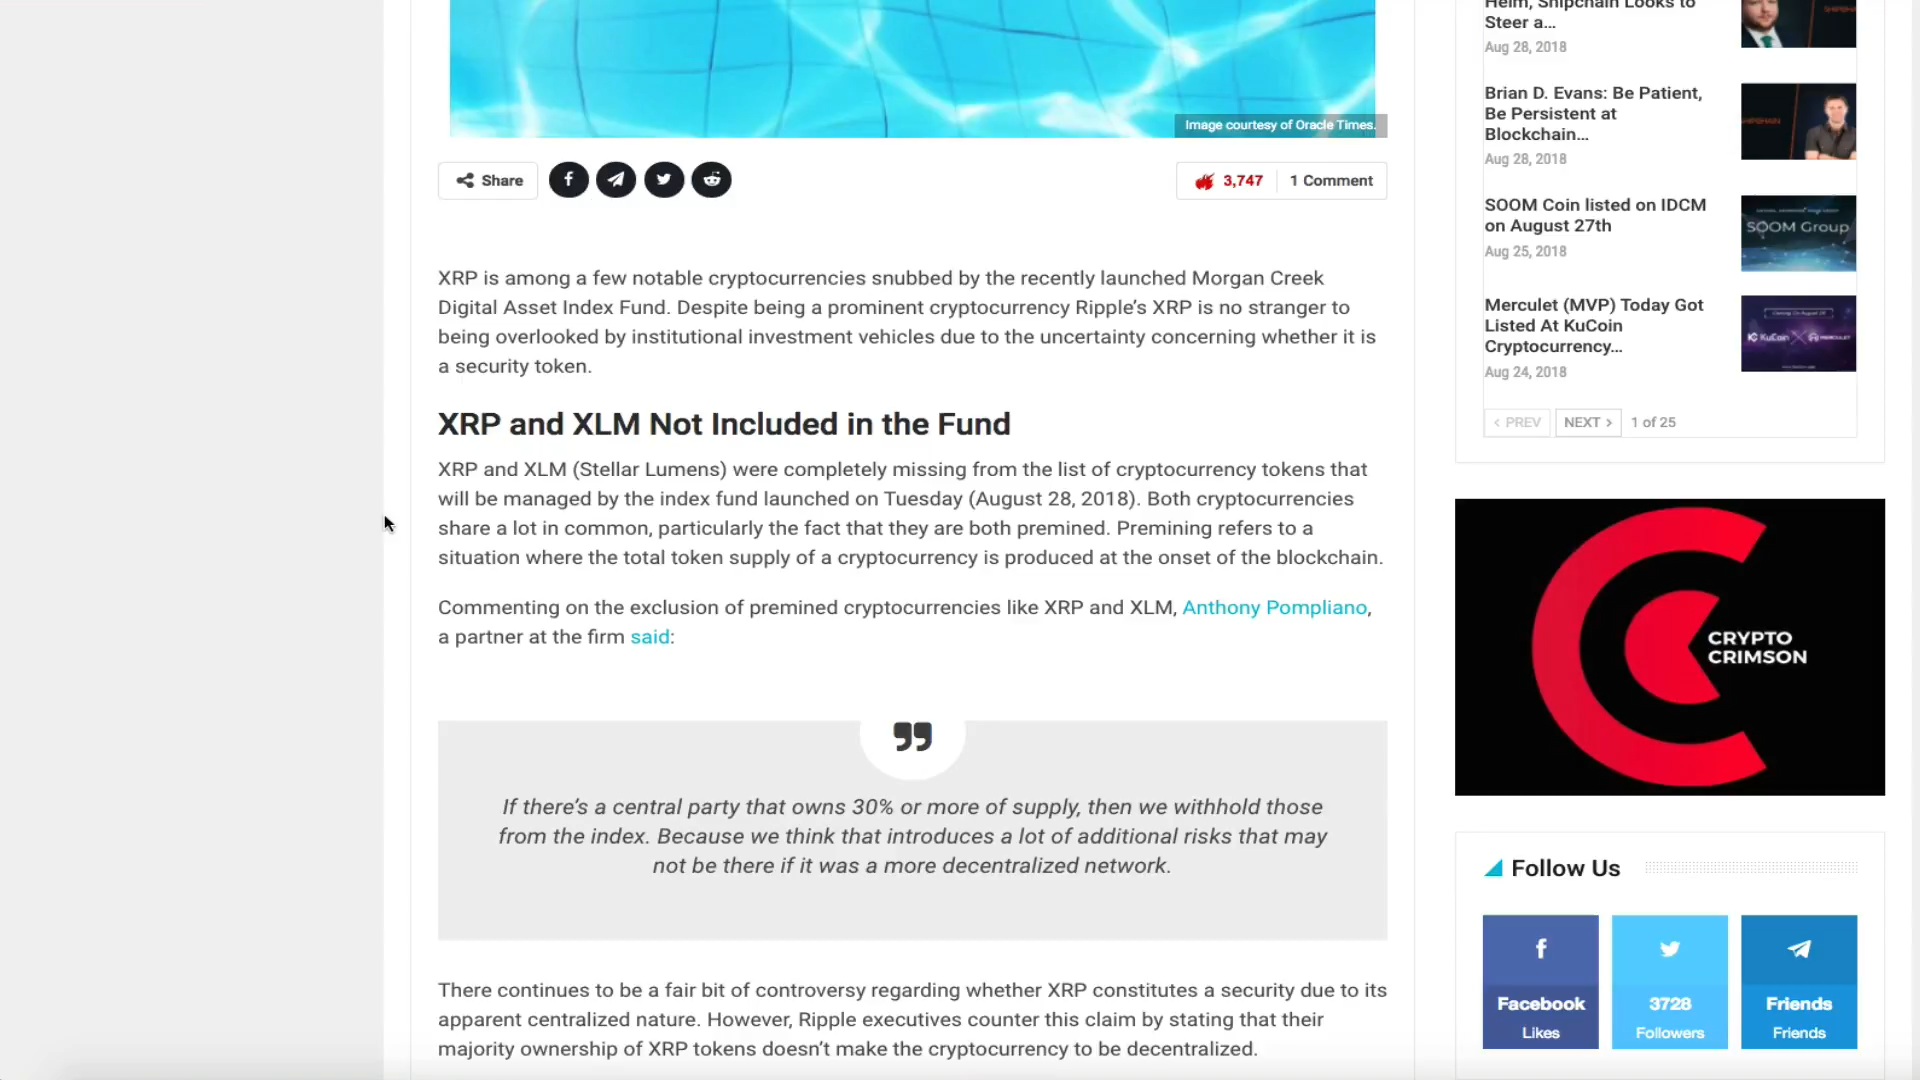 Image courtesy of Oracle Times.
Share
3,747
1 Comment
XRP is among a few notable cryptocurrencies snubbed by the recently launched Morgan Creek
Digital Asset Index Fund. Despite being a prominent cryptocurrency Ripple’s XRP is no stranger to
being overlooked by institutional investment vehicles due to the uncertainty concerning whether it is
a security token.
XRP and XLM Not Included in the Fund
XRP and XLM (Stellar Lumens) were completely missing from the list of cryptocurrency tokens that
will be managed by the index fund launched on Tuesday (August 28, 2018). Both cryptocurrencies
share a lot in common, particularly the fact that they are both premined. Premining refers to a
situation where the total token supply of a cryptocurrency is produced at the onset of the blockchain.
Commenting on the exclusion of premined cryptocurrencies like XRP and XLM, Anthony Pompliano,
a partner at the firm said:
If there’s a central party that owns 30% or more of supply, then we withhold those
from the index. Because we think that introduces a lot of additional risks that may
not be there if it was a more decentralized network.
There continues to be a fair bit of controversy regarding whether XRP constitutes a security due to its
apparent centralized nature. However, Ripple executives counter this claim by stating that their
majority ownership of XRP tokens doesn’t make the cryptocurrency to be decentralized.
Helm, Shipchain Looks to
Steer a...
Aug 28, 2018
Brian D. Evans: Be Patient,
Be Persistent at
Blockchain...
Aug 28, 2018
SOOM Coin listed on IDCM
on August 27th
Aug 25, 2018
SOOM Group
Merculet (MVP) Today Got
Listed At KuCoin
Cryptocurrency...
Aug 24, 2018
KuCoin
MERCULET
< PREV
NEXT >
1 of 25
CRYPTO
CRIMSON
Follow Us
Facebook
Likes
3728
Followers
Friends
Friends